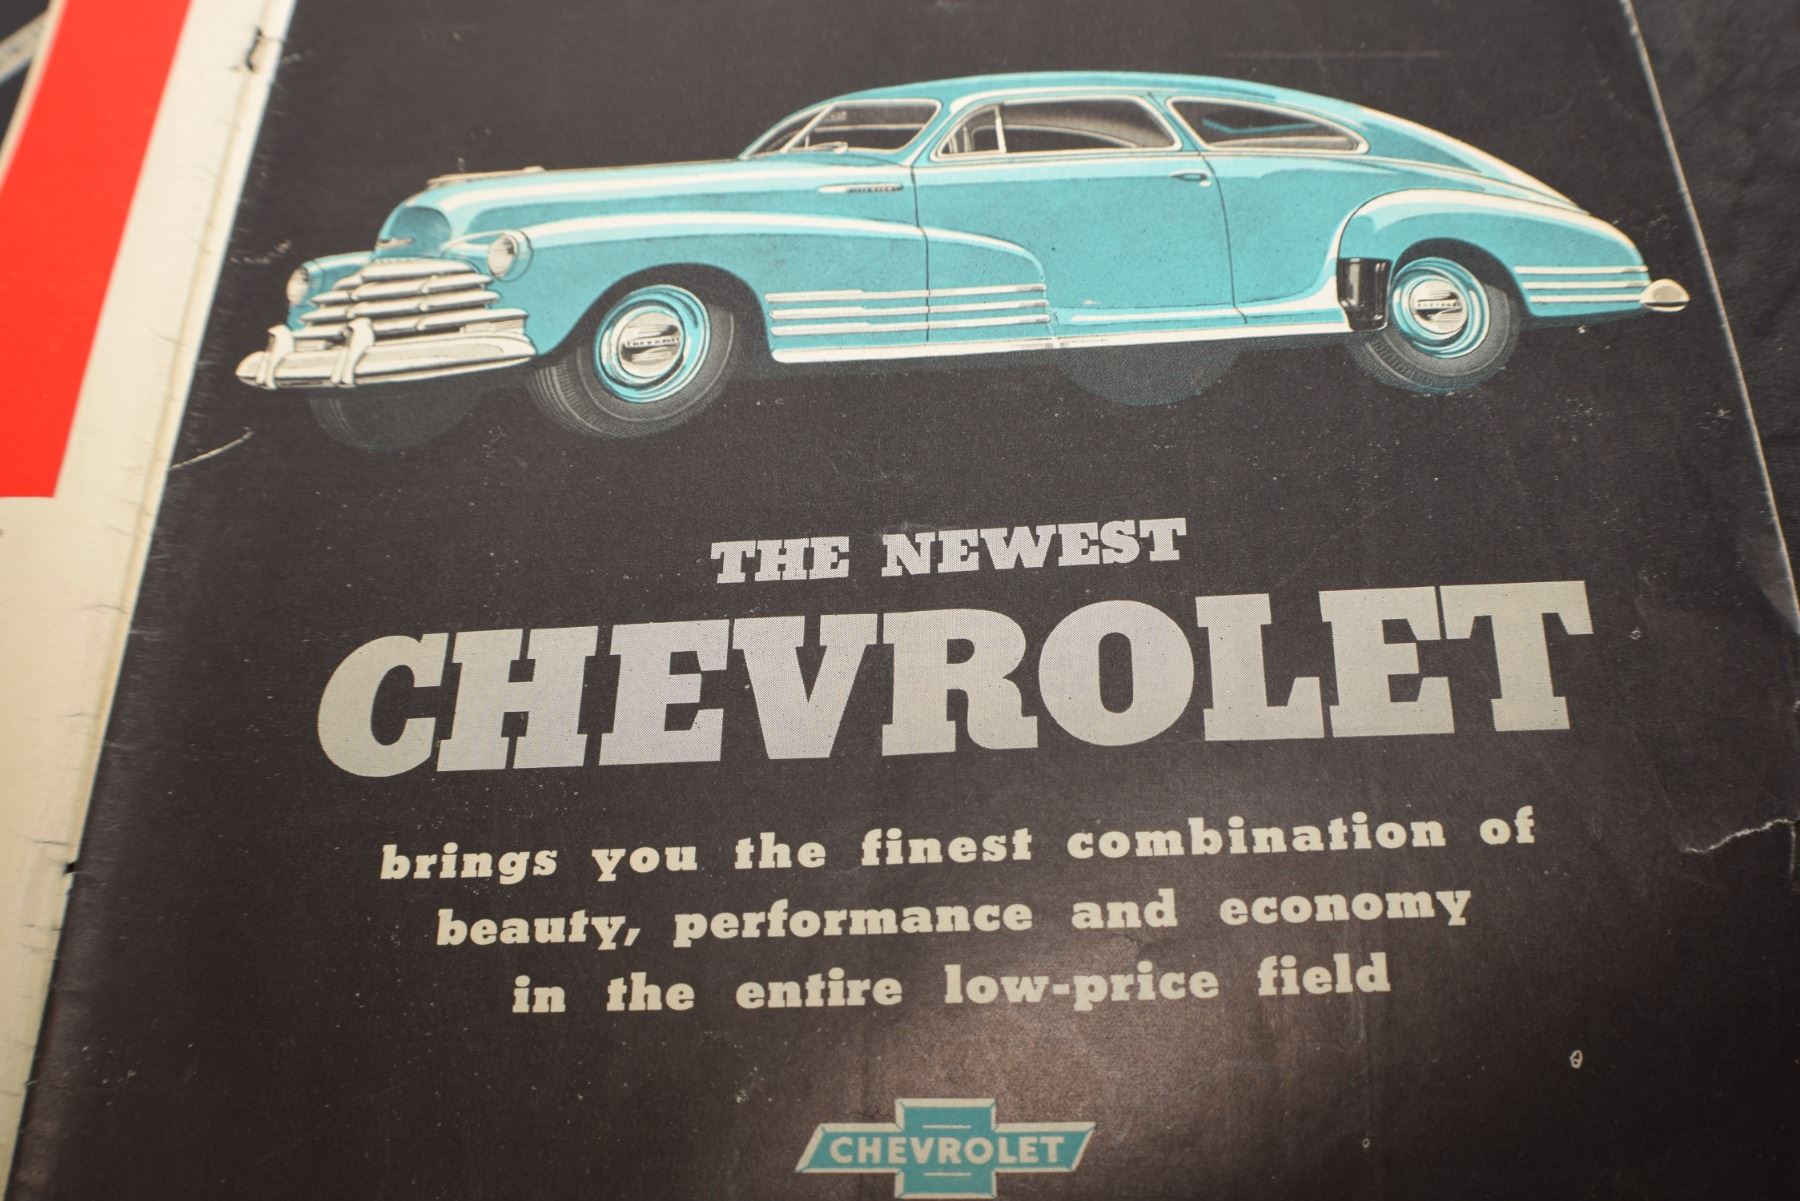 THE NEWEST
CHEVROLET
brings you the finest combination of
beauty, performance and economy
in the entire low-price field
CHEVROLET